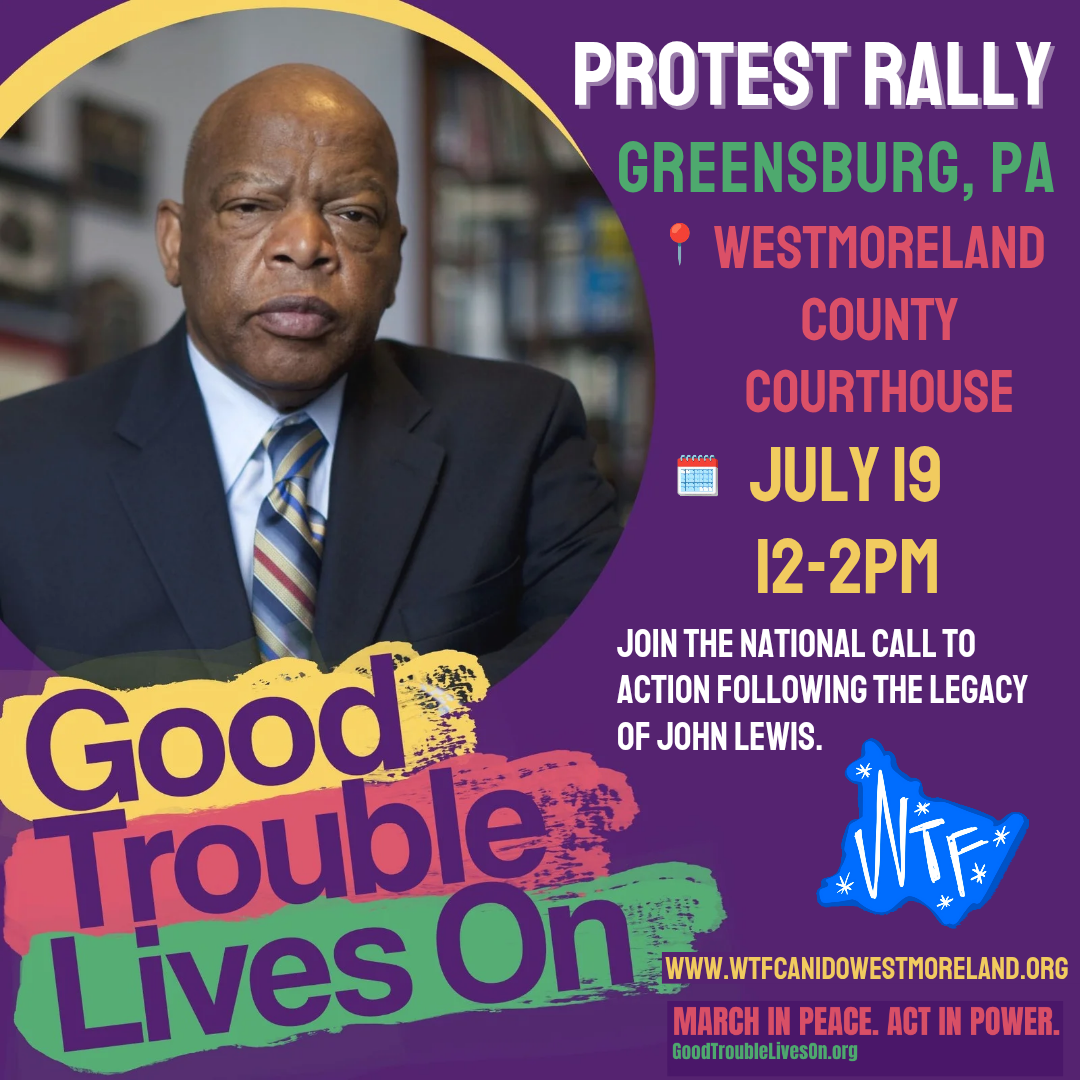 PROTEST RALLY
GREENSBURG, PA
WESTMORELAND
COUNTY
COURTHOUSE
JULY 19
12-2PM
JOIN THE NATIONAL CALL TO
ACTION FOLLOWING THE LEGACY
OF JOHN LEWIS.
Good
Trouble
Lives On
WTF
WWW.WTFCANIDOWESTMORELAND.ORG
MARCH IN PEACE. ACT IN POWER.
GoodTroubleLivesOn.org